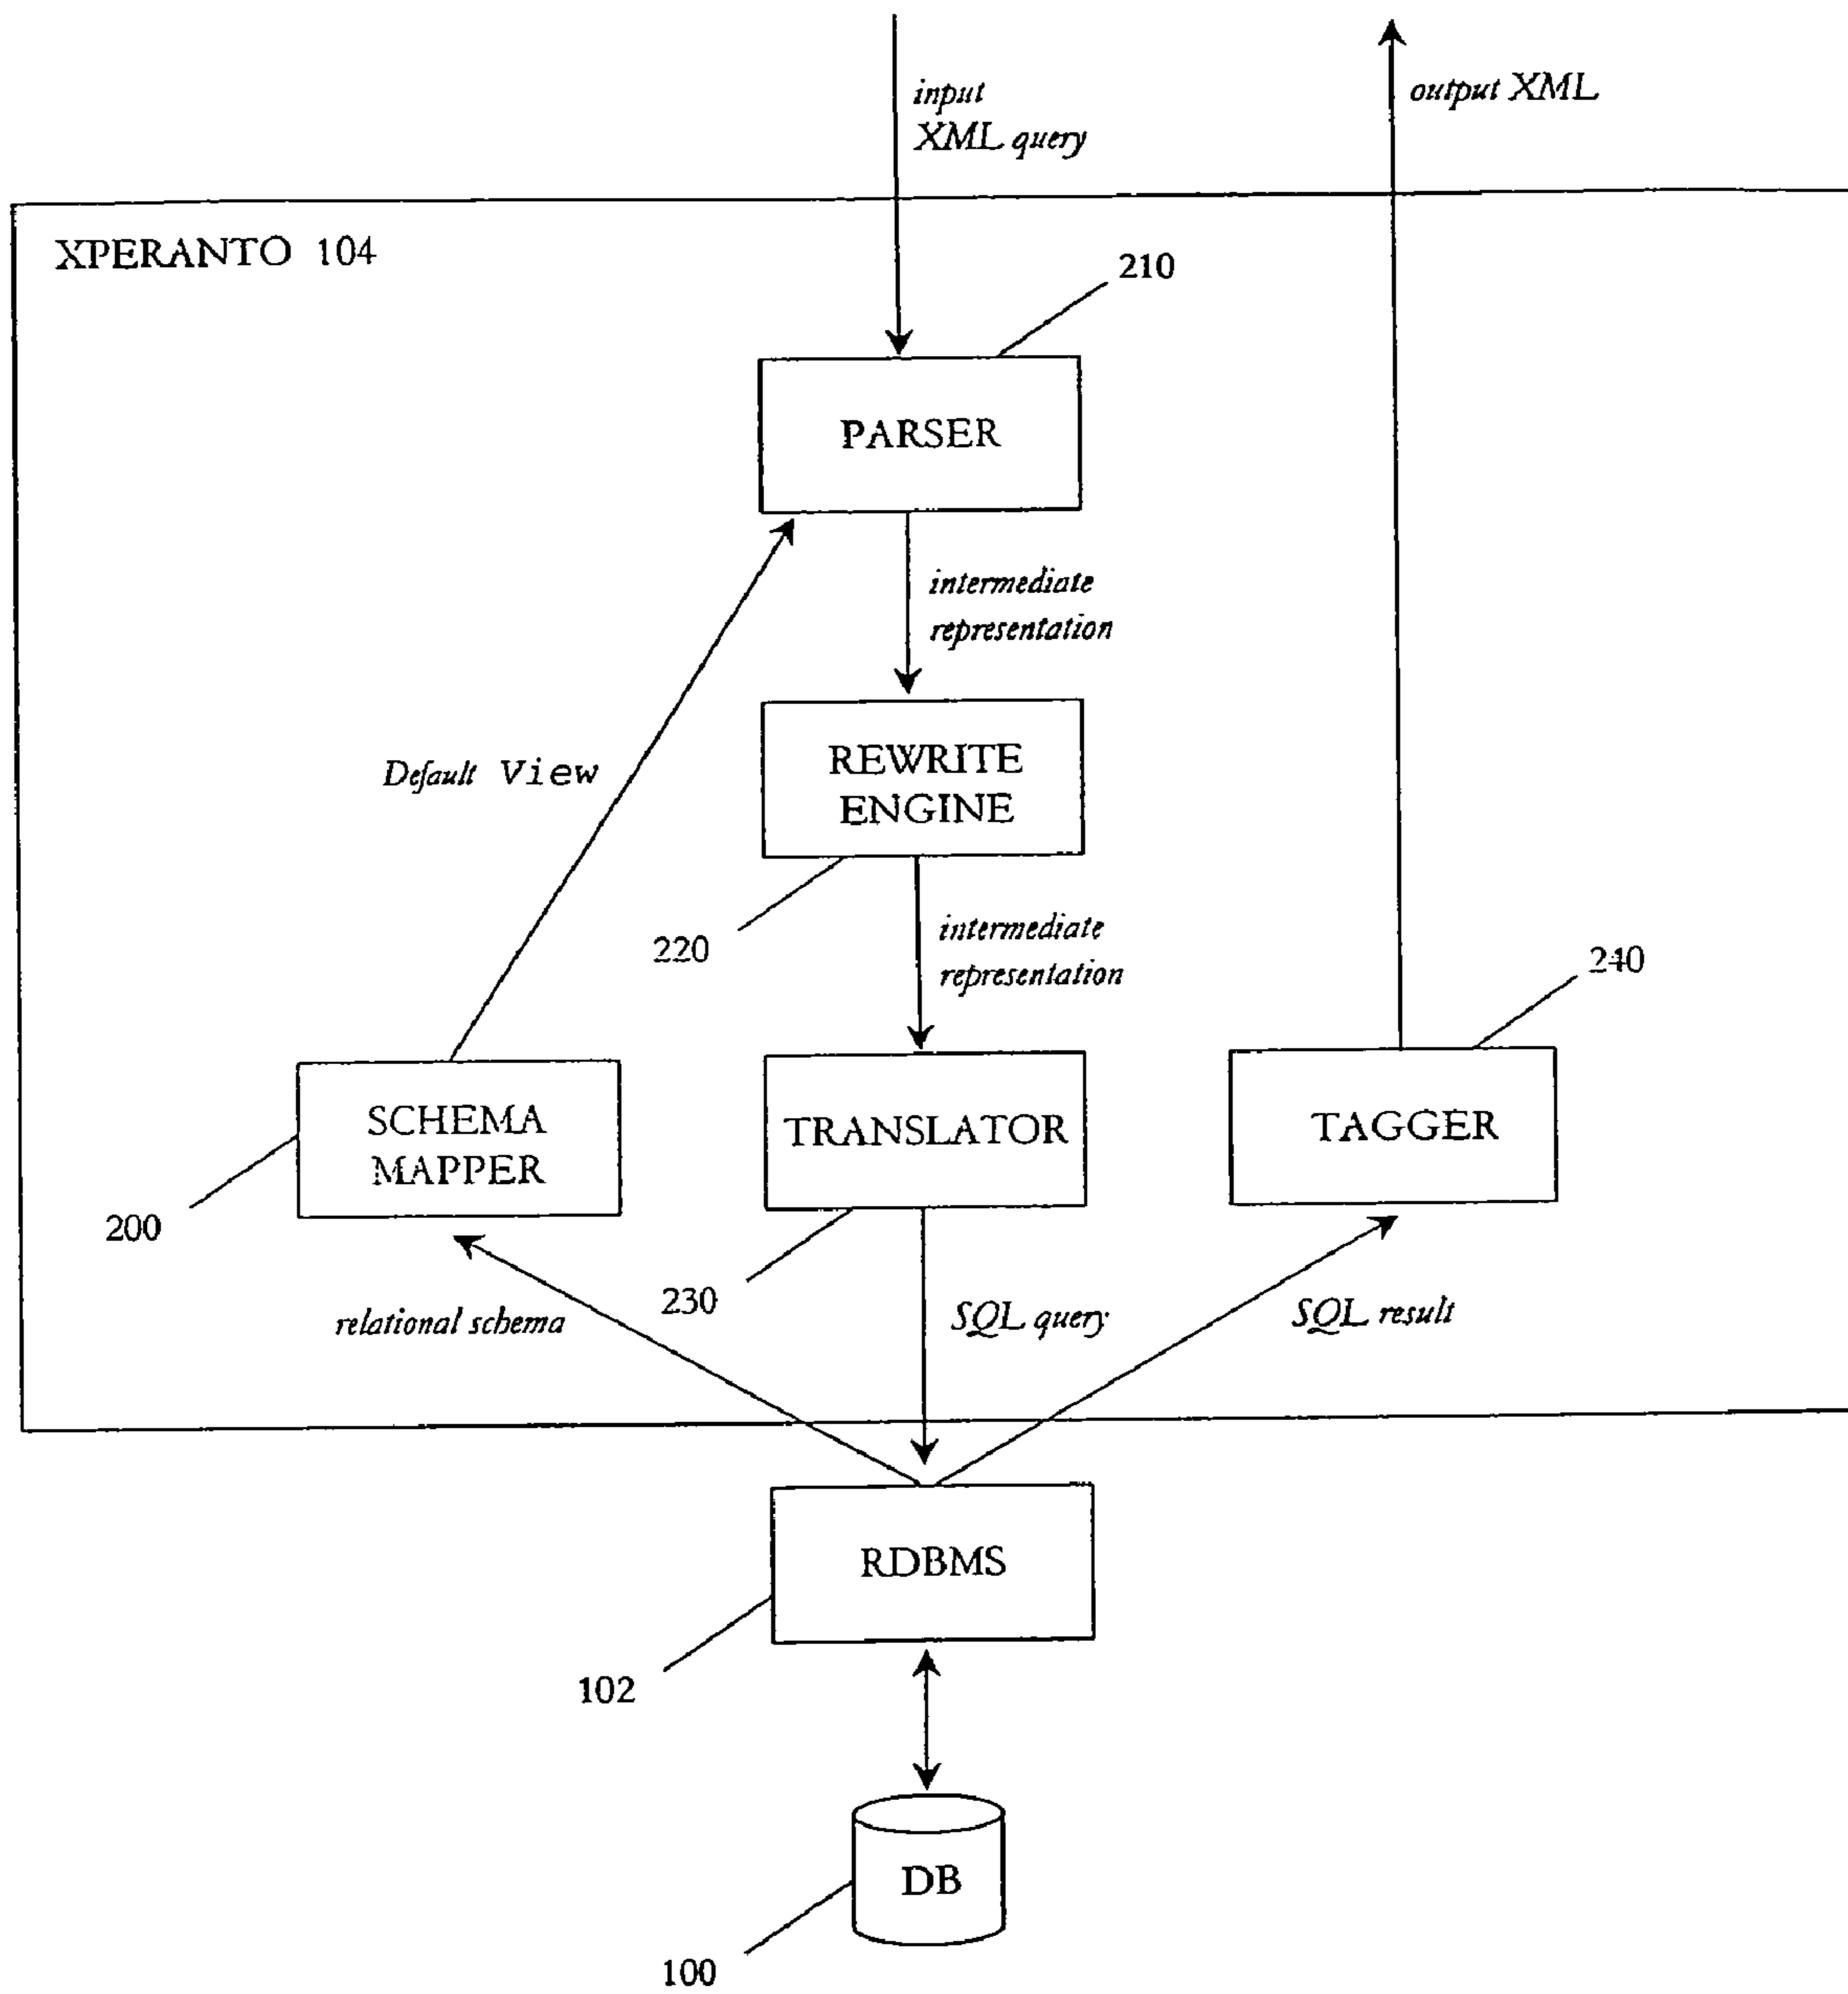 input
XML query
output XML
XPERANTO 104
210
PARSER
intermediate
representation
Default View
REWRITE
ENGINE
220
intermediate
representation
240
SCHEMA
MAPPER
TRANSLATOR
TAGGER
200
230
relational schema
SQL query
SQL result
RDBMS
102
DB
100